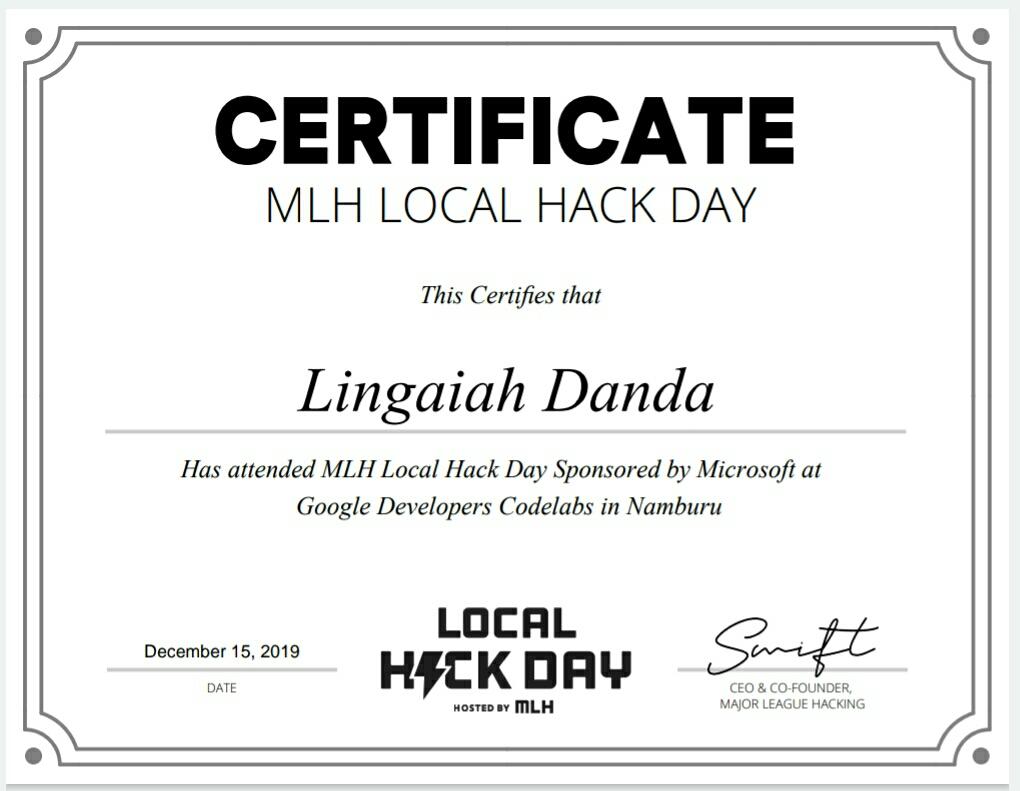 CERTIFICATE
MLH LOCAL HACK DAY
This Certifies that
Lingaiah Danda
Has attended MLH Local Hack Day Sponsored by Microsoft at
Google Developers Codelabs in Namburu
December 15, 2019
DATE
LOCAL
HACK DAY
HOSTED BY MLH
Swift
CEO & CO-FOUNDER,
MAJOR LEAGUE HACKING